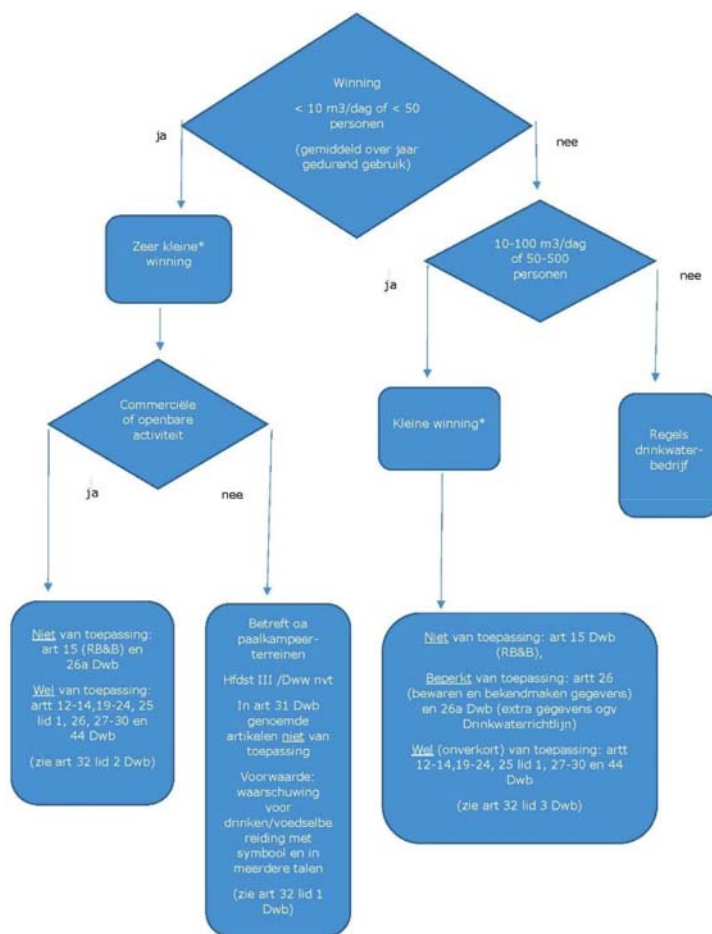 Winning
< 10 m3/dag of < 50
personen
(gemiddeld over jaar
gedurend gebruik)
ja
nee
Zeer kleine*
winning
10-100 m3/dag
of 50-500
personen
ja
nee
Commerciële
of openbare
activiteit
Kleine winning*
Regels
drinkwater-
bedrijf
ja
nee
Niet van toepassing:
art 15 (RB&B) en
26a Dwb
Wel van toepassing:
artt 12-14,19-24, 25
lid 1, 26, 27-30 en
44 Dwb
(zie art 32 lid 2 Dwb)
Betreft oa
paalkampeer-
terreinen
Hfdst III /Dww nvt
In art 31 Dwb
genoemde
artikelen niet van
toepassing
Voorwaarde:
waarschuwing
voor
drinken/voedselbe
reiding met
symbool en in
meerdere talen
(zie art 32 lid 1
Dwb)
Niet van toepassing: art 15 Dwb
(RB&B),
Beperkt van toepassing: artt 26
(bewaren en bekendmaken gegevens)
en 26a Dwb (extra gegevens ogv
Drinkwaterrichtlijn)
Wel (onverkort) van toepassing: artt
12-14,19-24, 25 lid 1, 27-30 en 44
Dwb
(zie art 32 lid 3 Dwb)